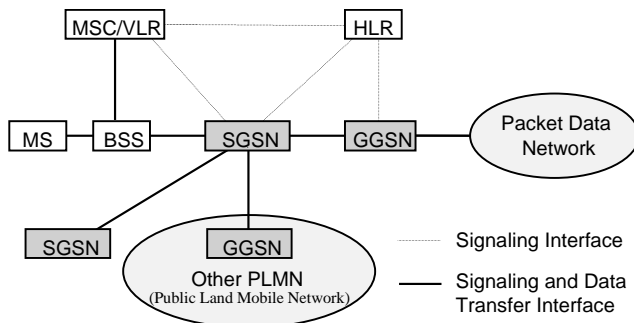 MSC/VLR
HLR
MS
BSS
SGSN
GGSN
Packet Data
Network
SGSN
GGSN
Other PLMN
(Public Land Mobile Network)
Signaling Interface
Signaling and Data
Transfer Interface